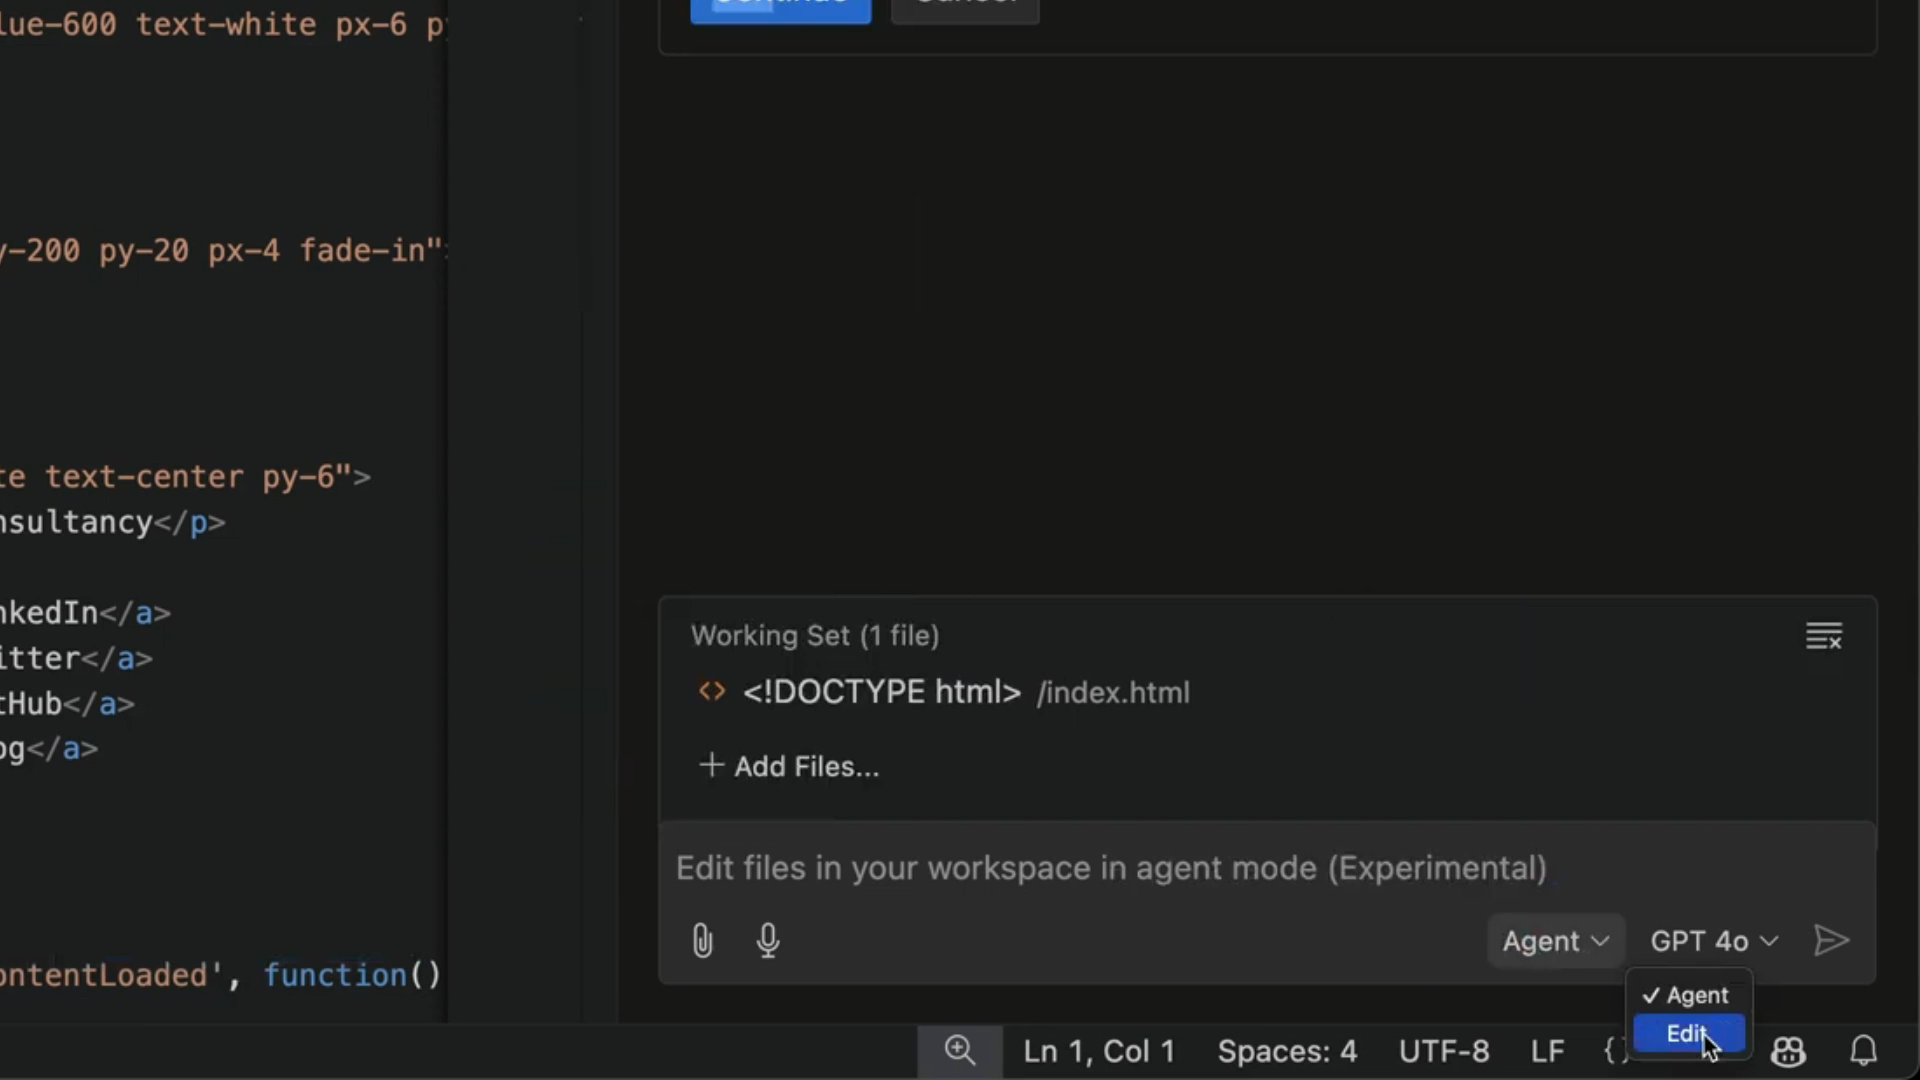 lue-600 text-white px-6 p
y-200 py-20 px-4 fade-in"
te text-center py-6">
nsultancy</p>
nkedIn</a>
itter</a>
tHub</a>
og</a>
ontentLoaded', function()
Continue Cancel
Working Set (1 file)
<> <!DOCTYPE html> /index.html
+ Add Files...
Edit files in your workspace in agent mode (Experimental)
Agent GPT 4o
✓ Agent
Edit
Ln 1, Col 1 Spaces: 4 UTF-8 LF {}